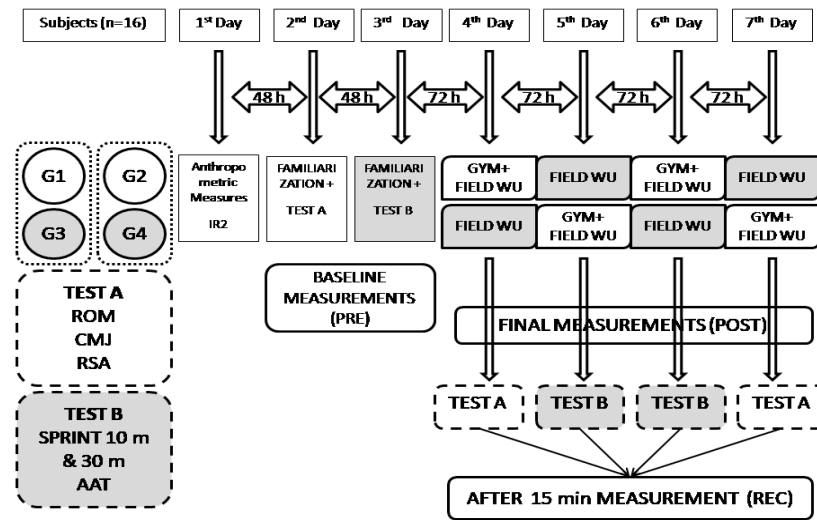 Subjects (n=16)
1st Day
2nd Day
3rd Day
4th Day
5th Day
6th Day
7th Day
48 h
48 h
72 h
72 h
72 h
72 h
G1
G2
G3
G4
Anthropo
metric
Measures
IR2
FAMILIARI
ZATION +
TEST A
FAMILIARI
ZATION +
TEST B
GYM+
FIELD WU
FIELD WU
GYM+
FIELD WU
FIELD WU
FIELD WU
GYM+
FIELD WU
FIELD WU
GYM+
FIELD WU
BASELINE
MEASUREMENTS
(PRE)
TEST A
ROM
CMJ
RSA
FINAL MEASUREMENTS (POST)
TEST B
SPRINT 10 m
& 30 m
AAT
TEST A
TEST B
TEST B
TEST A
AFTER 15 min MEASUREMENT (REC)